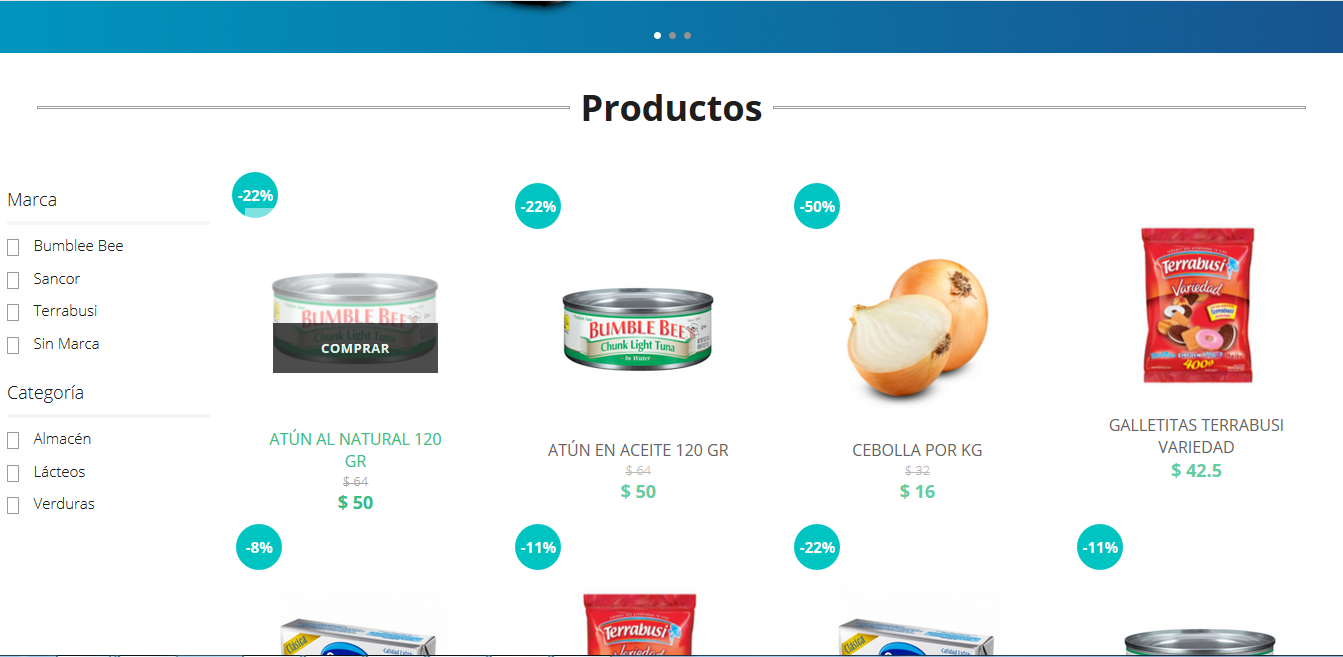 Productos
Marca
Bumblee Bee
Sancor
Terrabusi
Sin Marca
Categoría
Almacén
Lácteos
Verduras
-22%
BUMBLE BEE
Chunk Light Tuna
COMPRAR
ATÚN AL NATURAL 120
GR
$ 64
$ 50
-22%
BUMBLE BEE
Chunk Light Tuna
In Water
ATÚN EN ACEITE 120 GR
$ 64
$ 50
-50%
CEBOLLA POR KG
$ 32
$ 16
Terrabusi
Variedad
400g
GALLETITAS TERRABUSI
VARIEDAD
$ 42.5
-8%
Clásica
-11%
Terrabusi
Variedad
-22%
Clásica
-11%